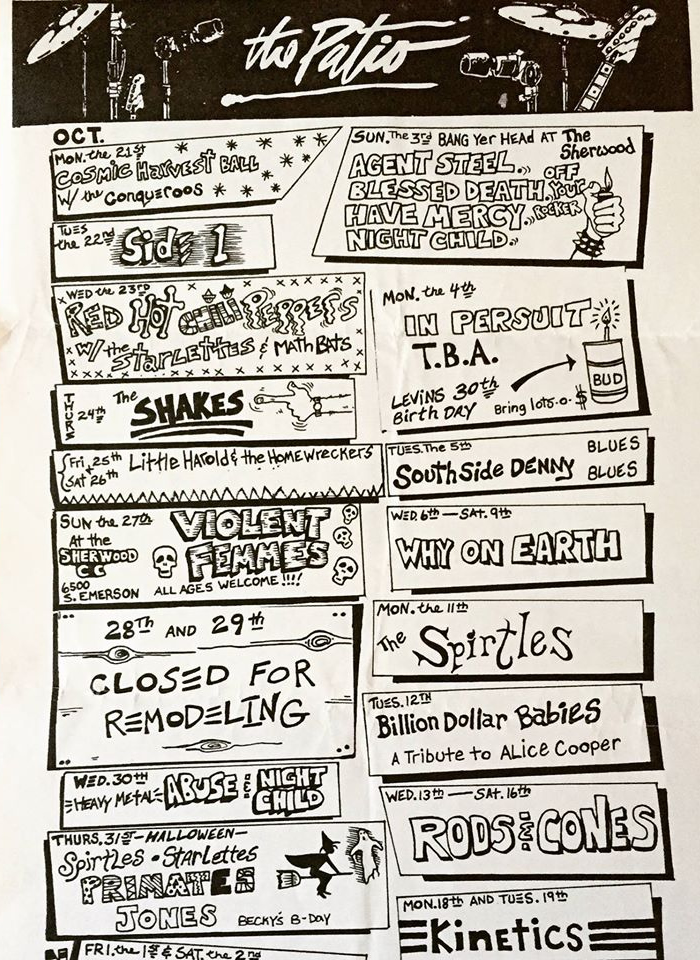 the Patio
OCT.
MON. the 21st
COSMIC HARVEST BALL
W/ the Conqueroos
TUES
the 22nd
Side 1
WED the 23RD
RED HOT CHILI PEPPERS
W/ the STARLETTES & MATH BATS
THURS 24th
The SHAKES
Fri 25th
SAT 26th
Little Harold & the HOMEWRECKERS
SUN the 27th
At the
SHERWOOD
CC
6500
S. EMERSON
VIOLENT
FEMMES
ALL AGES WELCOME !!!!
28TH AND 29th
CLOSED FOR
REMODELING
WED. 30TH
HEAVY METAL
ABUSE & NIGHT CHILD
THURS. 31ST - HALLOWEEN -
Spirtles • Starlettes
PRIMATES
JONES
BECKY'S B-DAY
FRI. the 1st & SAT. the 2nd
SUN. The 3rd BANG Yer HEAD AT The
Sherwood
AGENT STEEL
BLESSED DEATH
HAVE MERCY
NIGHT CHILD
OFF
Your
ROCKER
MON. the 4th
IN PERSUIT
T.B.A.
LEVINS 30th
Birth DAY
Bring lots-o-$
BUD
TUES. The 5th
SOUTHSIDE DENNY
BLUES
BLUES
WED. 6th — SAT. 9th
WHY ON EARTH
MON. the 11th
The Spirtles
TUES. 12TH
Billion Dollar Babies
A Tribute to ALICE COOPER
WED. 13th — SAT. 16th
RODS & CONES
MON. 18th AND TUES. 19th
Kinetics